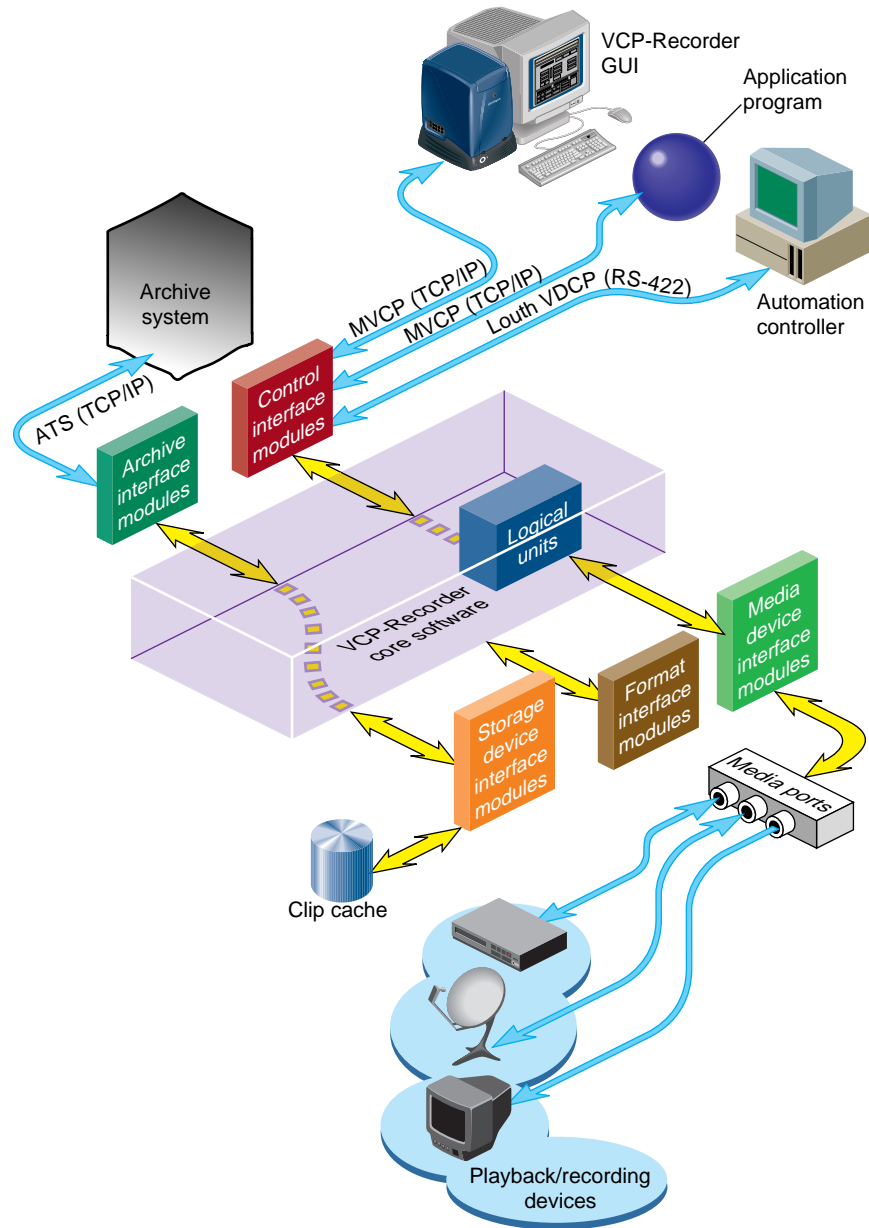 VCP-Recorder
GUI
Application
program
Archive
system
MVCP (TCP/IP)
MVCP (TCP/IP)
Louth VDCP (RS-422)
Automation
controller
ATS (TCP/IP)
Control
interface
modules
Archive
interface
modules
Logical
units
VCP-Recorder
core software
Media
device
interface
modules
Format
interface
modules
Storage
device
interface
modules
Media ports
Clip cache
Playback/recording
devices